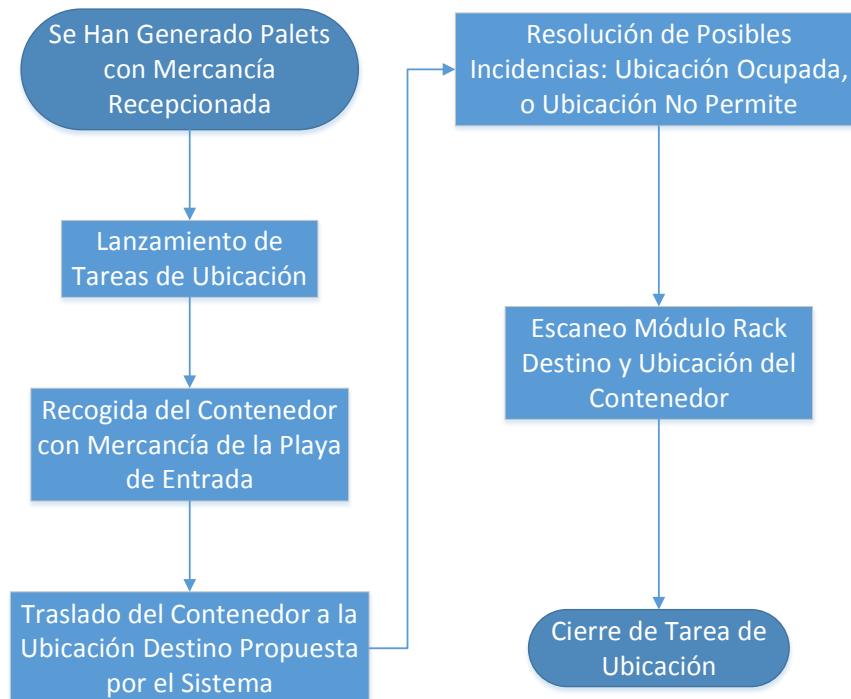 Se Han Generado Palets
con Mercancía
Recepcionada
Lanzamiento de
Tareas de Ubicación
Recogida del Contenedor
con Mercancía de la Playa
de Entrada
Traslado del Contenedor a la
Ubicación Destino Propuesta
por el Sistema
Resolución de Posibles
Incidencias: Ubicación Ocupada,
o Ubicación No Permite
Escaneo Módulo Rack
Destino y Ubicación del
Contenedor
Cierre de Tarea de
Ubicación